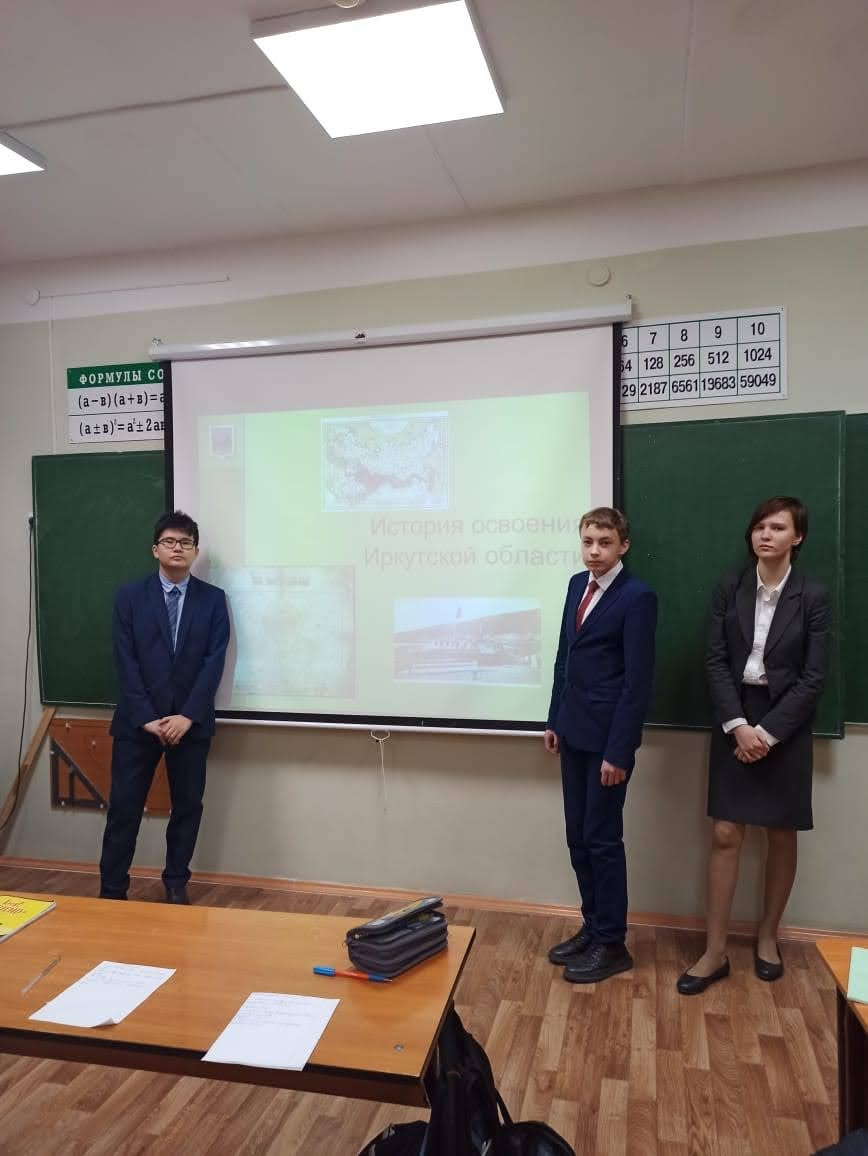 ФОРМУЛЫ СО
(а−в)(а+в)=а
(а±в)²=а²±2ав
6 7 8 9 10
64 128 256 512 1024
29 2187 6561 19683 59049
История освоения
Иркутской области